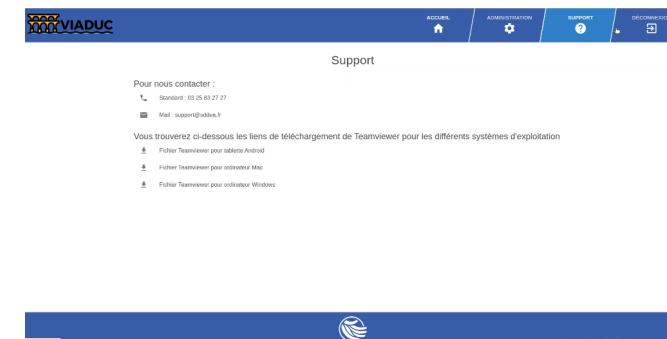 VIADUC
ACCUEIL
ADMINISTRATION
SUPPORT
DÉCONNEXIO
Support
Pour nous contacter :
Standard : 03 25 83 27 27
Mail : support@sddea.fr
Vous trouverez ci-dessous les liens de téléchargement de Teamviewer pour les différents systèmes d'exploitation
Fichier Teamviewer pour tablette Android
Fichier Teamviewer pour ordinateur Mac
Fichier Teamviewer pour ordinateur Windows